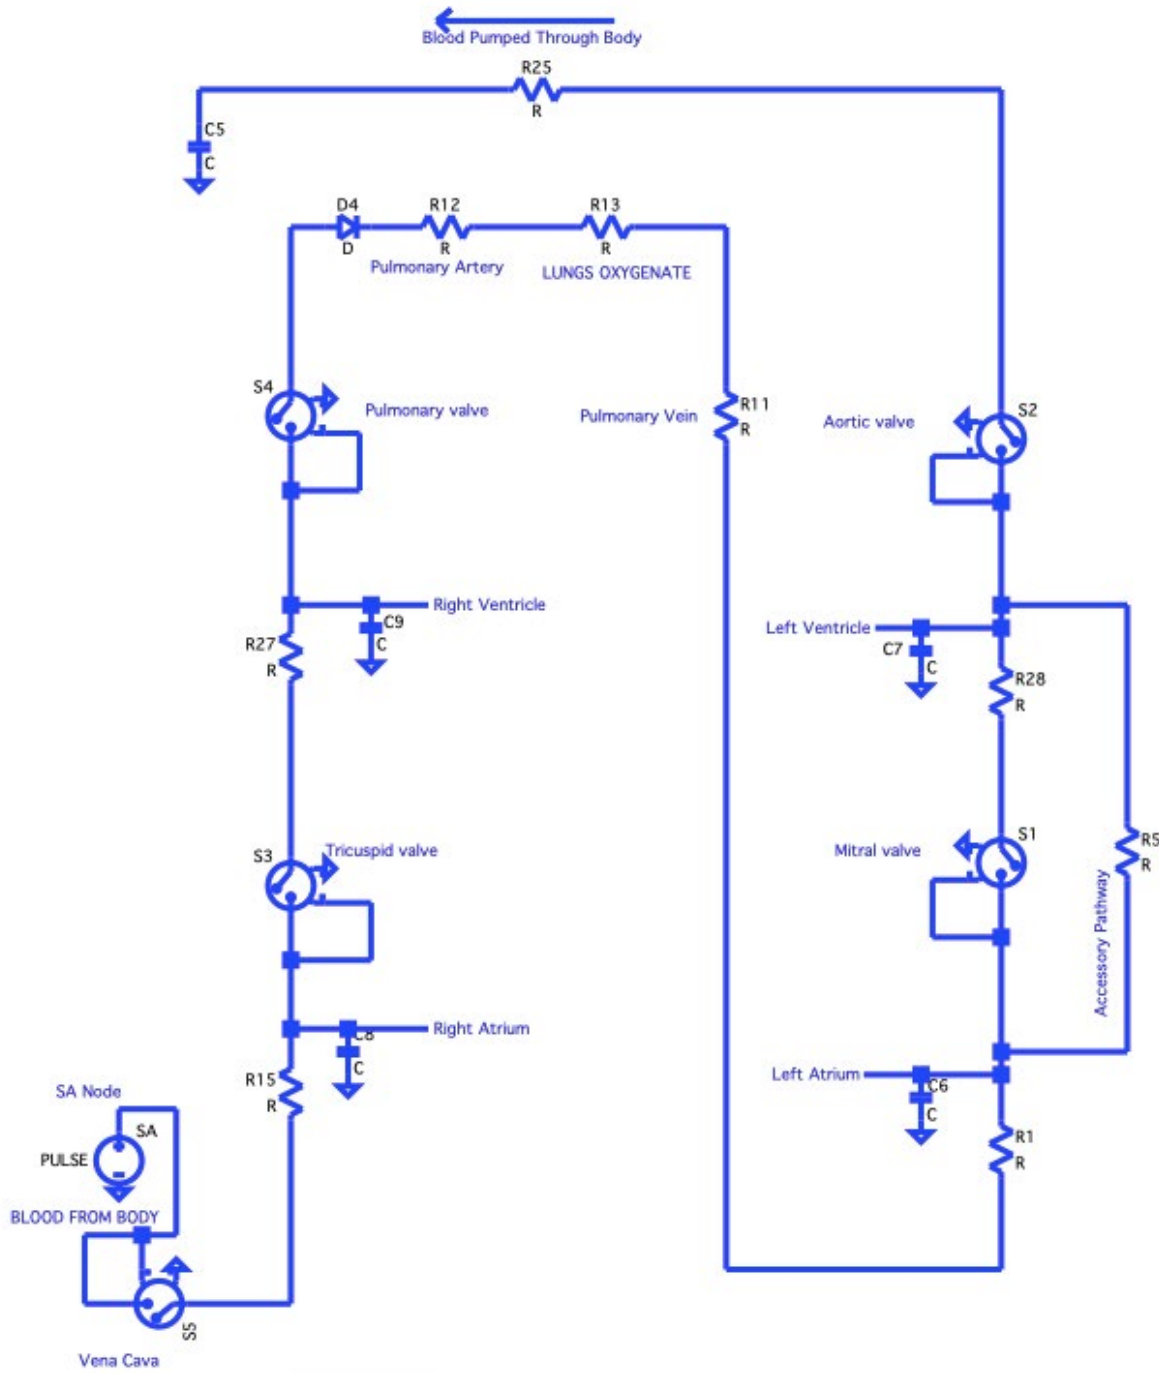 Blood Pumped Through Body
R25
R
C5
C
D4
D
R12
R
R13
R
Pulmonary Artery
LUNGS OXYGENATE
S4
Pulmonary valve
Pulmonary Vein
R11
R
Aortic valve
S2
Right Ventricle
C9
C
R27
R
Left Ventricle
C7
C
R28
R
S3
Tricuspid valve
Mitral valve
S1
R5
R
Accessory Pathway
Right Atrium
C8
C
R15
R
Left Atrium
C6
C
R1
R
SA Node
SA
PULSE
BLOOD FROM BODY
S5
Vena Cava